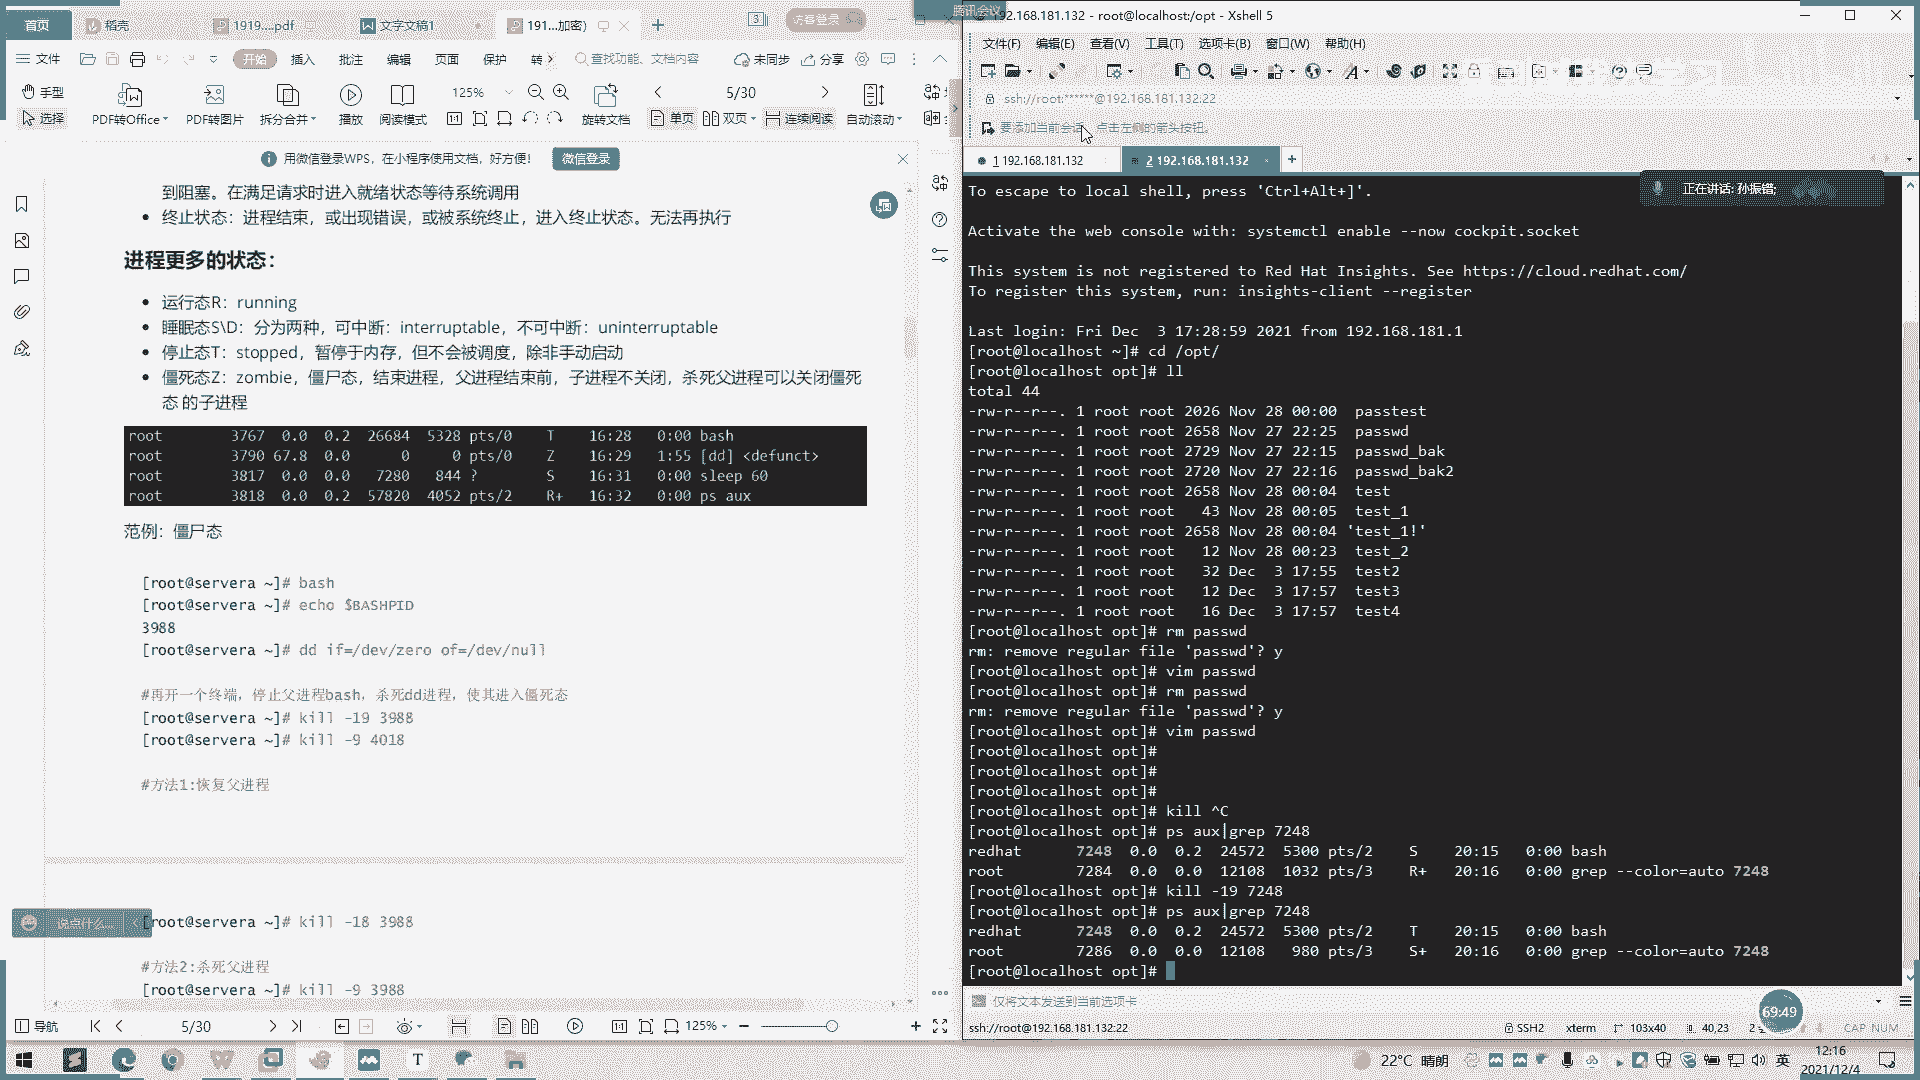 首页
稻壳
1919....pdf
文字文稿1
191...加密)
访客登录
文件
开始
插入
批注
编辑
页面
保护
转
查找功能、文档内容
未同步
分享
手型
选择
PDF转Office
PDF转图片
拆分合并
播放
阅读模式
125%
旋转文档
5/30
单页
双页
连续阅读
自动滚动
用微信登录WPS，在小程序使用文档，好方便!
微信登录
到阻塞。在满足请求时进入就绪状态等待系统调用
终止状态：进程结束，或出现错误，或被系统终止，进入终止状态。无法再执行
进程更多的状态：
运行态R：running
睡眠态S\D：分为两种，可中断：interruptable，不可中断：uninterruptable
停止态T：stopped，暂停于内存，但不会被调度，除非手动启动
僵死态Z：zombie，僵尸态，结束进程，父进程结束前，子进程不关闭，杀死父进程可以关闭僵死
态 的子进程
root 3767 0.0 0.2 26684 5328 pts/0 T 16:28 0:00 bash
root 3790 67.8 0.0 0 0 pts/0 Z 16:29 1:55 [dd] <defunct>
root 3817 0.0 0.0 7280 844 ? S 16:31 0:00 sleep 60
root 3818 0.0 0.2 57820 4052 pts/2 R+ 16:32 0:00 ps aux
范例：僵尸态
[root@servera ~]# bash
[root@servera ~]# echo $BASHPID
3988
[root@servera ~]# dd if=/dev/zero of=/dev/null
#再开一个终端，停止父进程bash，杀死dd进程，使其进入僵死态
[root@servera ~]# kill -19 3988
[root@servera ~]# kill -9 4018
#方法1:恢复父进程
[root@servera ~]# kill -18 3988
#方法2:杀死父进程
[root@servera ~]# kill -9 3988
说点什么...
导航
5/30
125%
腾讯会议
192.168.181.132 - root@localhost:/opt - Xshell 5
文件(F) 编辑(E) 查看(V) 工具(T) 选项卡(B) 窗口(W) 帮助(H)
ssh://root:******@192.168.181.132:22
要添加当前会话，点击左侧的箭头按钮。
1 192.168.181.132
2 192.168.181.132
正在讲话: 孙振锴;
To escape to local shell, press 'Ctrl+Alt+]'.
Activate the web console with: systemctl enable --now cockpit.socket
This system is not registered to Red Hat Insights. See https://cloud.redhat.com/
To register this system, run: insights-client --register
Last login: Fri Dec  3 17:28:59 2021 from 192.168.181.1
[root@localhost ~]# cd /opt/
[root@localhost opt]# ll
total 44
-rw-r--r--. 1 root root 2026 Nov 28 00:00  passtest
-rw-r--r--. 1 root root 2658 Nov 27 22:25  passwd
-rw-r--r--. 1 root root 2729 Nov 27 22:15  passwd_bak
-rw-r--r--. 1 root root 2720 Nov 27 22:16  passwd_bak2
-rw-r--r--. 1 root root 2658 Nov 28 00:04  test
-rw-r--r--. 1 root root   43 Nov 28 00:05  test_1
-rw-r--r--. 1 root root 2658 Nov 28 00:04 'test_1!'
-rw-r--r--. 1 root root   12 Nov 28 00:23  test_2
-rw-r--r--. 1 root root   32 Dec  3 17:55  test2
-rw-r--r--. 1 root root   12 Dec  3 17:57  test3
-rw-r--r--. 1 root root   16 Dec  3 17:57  test4
[root@localhost opt]# rm passwd
rm: remove regular file 'passwd'? y
[root@localhost opt]# vim passwd
[root@localhost opt]# rm passwd
rm: remove regular file 'passwd'? y
[root@localhost opt]# vim passwd
[root@localhost opt]#
[root@localhost opt]#
[root@localhost opt]#
[root@localhost opt]# kill ^C
[root@localhost opt]# ps aux|grep 7248
redhat 7248 0.0 0.2 24572 5300 pts/2 S 20:15 0:00 bash
root 7284 0.0 0.0 12108 1032 pts/3 R+ 20:16 0:00 grep --color=auto 7248
[root@localhost opt]# kill -19 7248
[root@localhost opt]# ps aux|grep 7248
redhat 7248 0.0 0.2 24572 5300 pts/2 T 20:15 0:00 bash
root 7286 0.0 0.0 12108 980 pts/3 S+ 20:16 0:00 grep --color=auto 7248
[root@localhost opt]#
仅将文本发送到当前选项卡
69:49
ssh://root@192.168.181.132:22
SSH2
xterm
103x40
40,23
CAP NUM
22°C 晴朗
英
12:16
2021/12/4